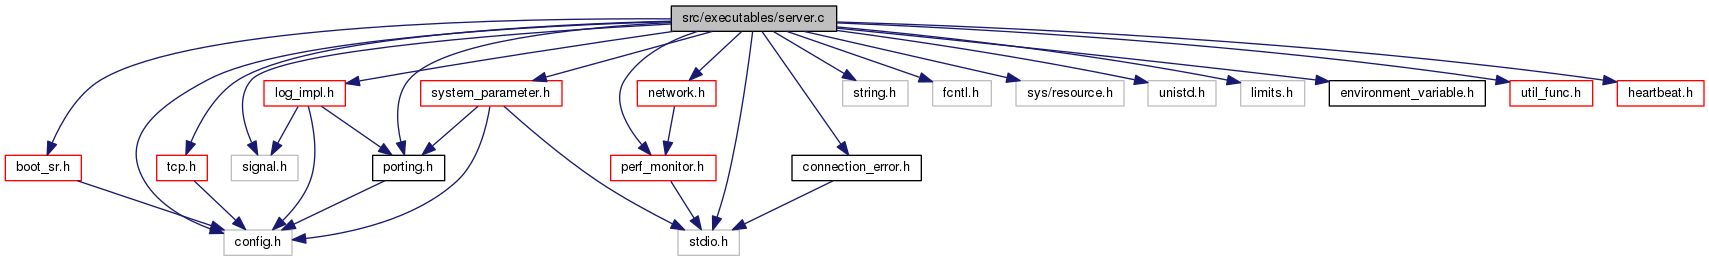 src/executables/server.c
log_impl.h
system_parameter.h
network.h
string.h
fcntl.h
sys/resource.h
unistd.h
limits.h
environment_variable.h
util_func.h
heartbeat.h
boot_sr.h
tcp.h
signal.h
porting.h
perf_monitor.h
connection_error.h
config.h
stdio.h